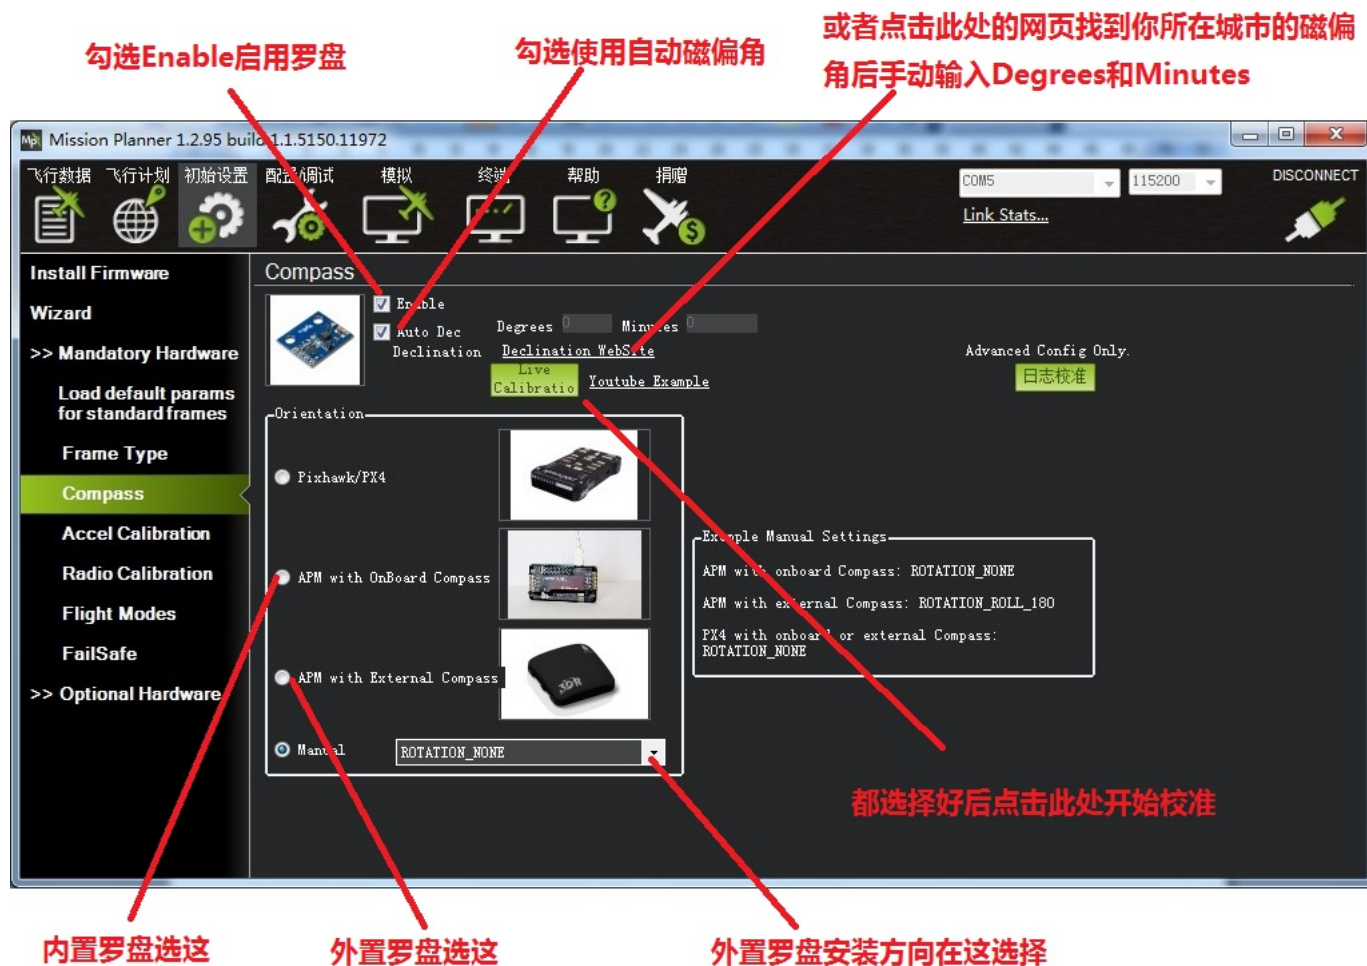 或者点击此处的网页找到你所在城市的磁偏
角后手动输入Degrees和Minutes
勾选Enable启用罗盘
勾选使用自动磁偏角
Mission Planner 1.2.95 build 1.1.5150.11972
飞行数据
飞行计划
初始设置
配置/调试
模拟
终端
帮助
捐赠
COM5
115200
DISCONNECT
Link Stats...
Install Firmware
Wizard
>> Mandatory Hardware
Load default params
for standard frames
Frame Type
Compass
Accel Calibration
Radio Calibration
Flight Modes
FailSafe
>> Optional Hardware
Compass
Enable
Auto Dec
Degrees 0
Minutes 0
Declination
Declination WebSite
Live
Calibratio
Youtube Example
Advanced Config Only.
日志校准
Orientation
Pixhawk/PX4
APM with OnBoard Compass
APM with External Compass
3DR
Manual
ROTATION_NONE
Example Manual Settings
APM with onboard Compass: ROTATION_NONE
APM with external Compass: ROTATION_ROLL_180
PX4 with onboard or external Compass:
ROTATION_NONE
都选择好后点击此处开始校准
内置罗盘选这
外置罗盘选这
外置罗盘安装方向在这选择